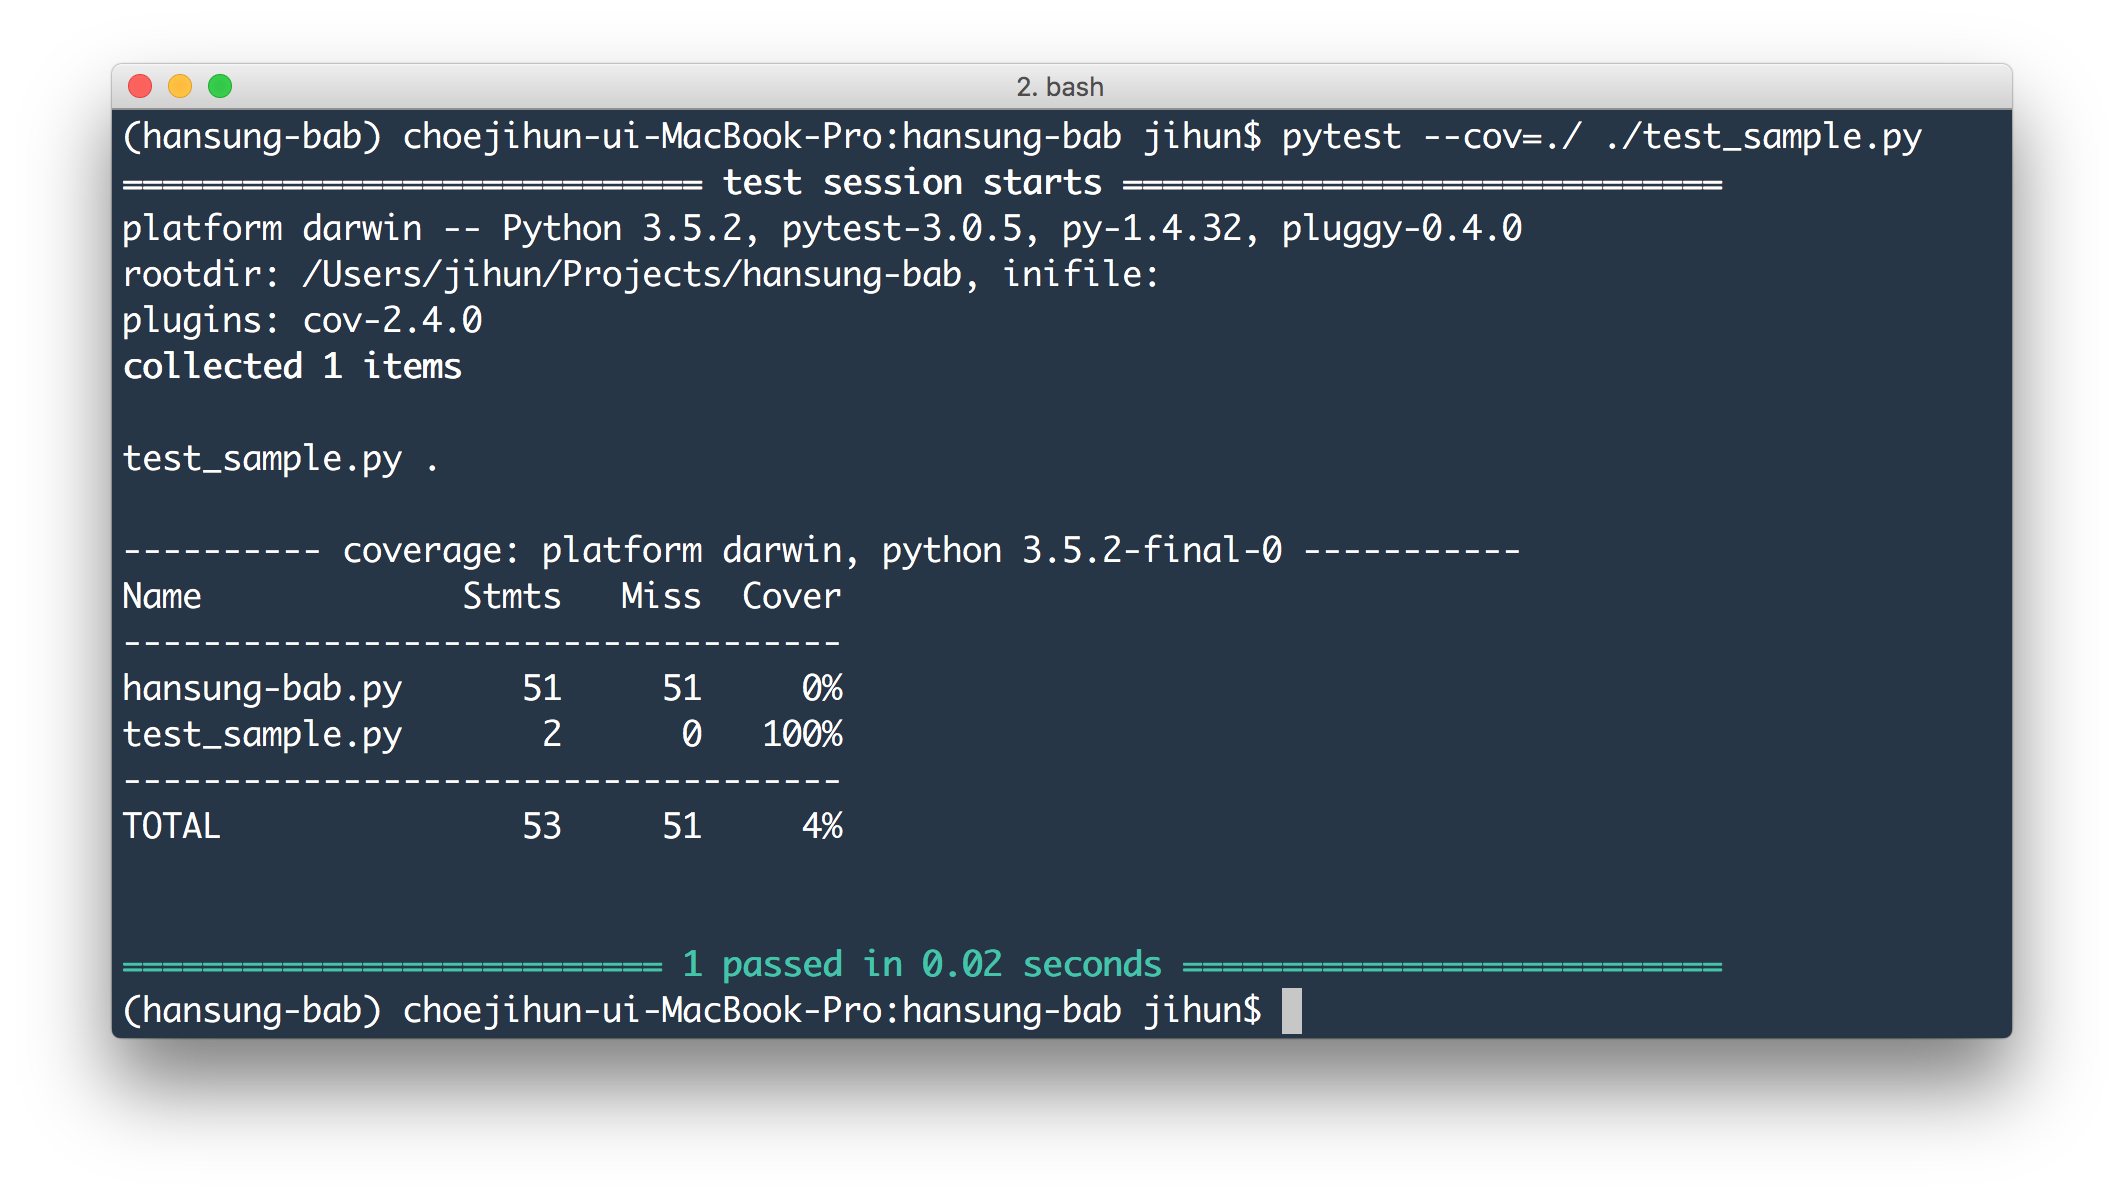 2. bash
(hansung-bab) choejihun-ui-MacBook-Pro:hansung-bab jihun$ pytest --cov=./ ./test_sample.py
============================= test session starts ==============================
platform darwin -- Python 3.5.2, pytest-3.0.5, py-1.4.32, pluggy-0.4.0
rootdir: /Users/jihun/Projects/hansung-bab, inifile:
plugins: cov-2.4.0
collected 1 items
test_sample.py .
---------- coverage: platform darwin, python 3.5.2-final-0 -----------
Name             Stmts   Miss  Cover
------------------------------------
hansung-bab.py      51     51     0%
test_sample.py       2      0   100%
------------------------------------
TOTAL               53     51     4%
=========================== 1 passed in 0.02 seconds ===========================
(hansung-bab) choejihun-ui-MacBook-Pro:hansung-bab jihun$